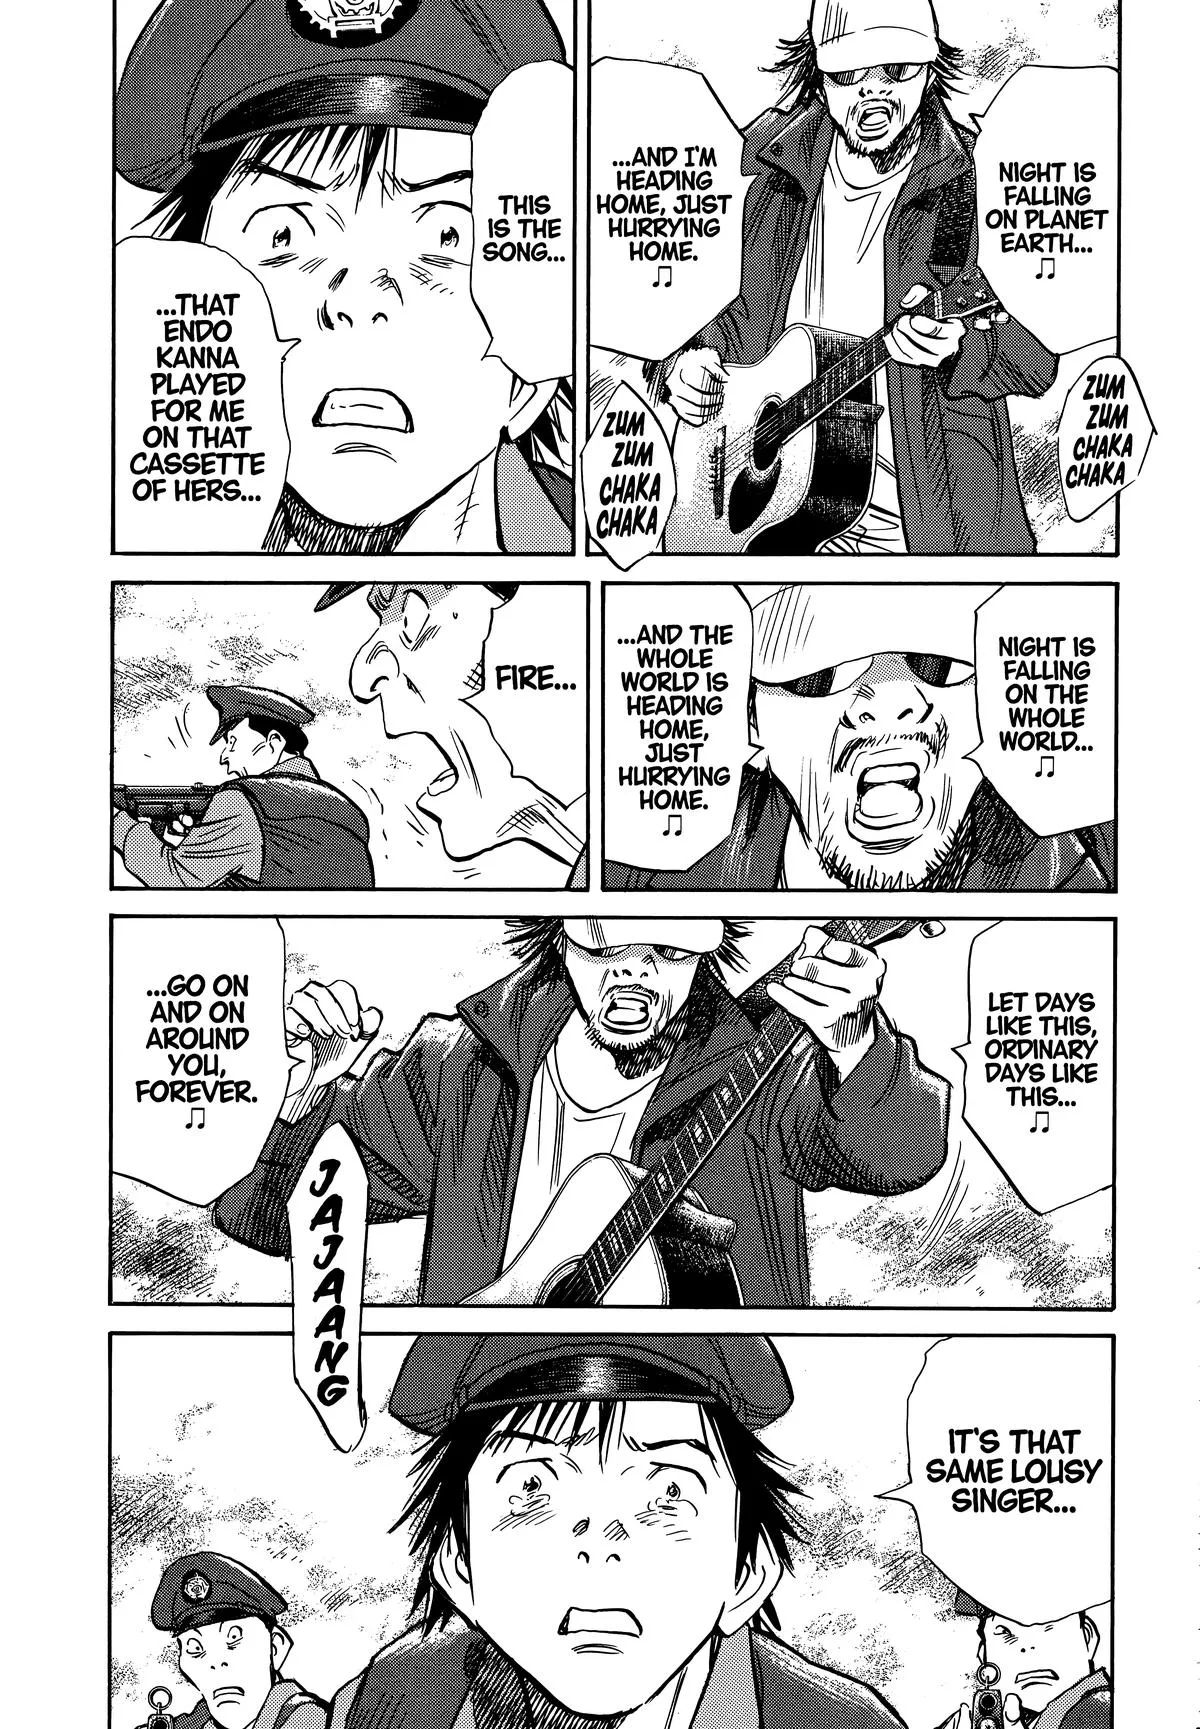 NIGHT IS
FALLING
ON PLANET
EARTH...
♫
...AND I'M
HEADING
HOME, JUST
HURRYING
HOME.
♫
ZUM
ZUM
CHAKA
CHAKA
ZUM
ZUM
CHAKA
CHAKA
THIS
IS THE
SONG...
...THAT
ENDO
KANNA
PLAYED
FOR ME
ON THAT
CASSETTE
OF HERS...
NIGHT IS
FALLING
ON THE
WHOLE
WORLD...
♫
...AND THE
WHOLE
WORLD IS
HEADING
HOME,
JUST
HURRYING
HOME.
♫
FIRE...
LET DAYS
LIKE THIS,
ORDINARY
DAYS LIKE
THIS...
♫
...GO ON
AND ON
AROUND
YOU,
FOREVER.
♫
JAJAANG
IT'S THAT
SAME LOUSY
SINGER...